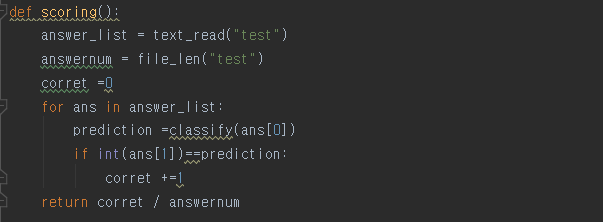 def scoring():
    answer_list = text_read("test")
    answernum = file_len("test")
    corret =0
    for ans in answer_list:
        prediction =classify(ans[0])
        if int(ans[1])==prediction:
            corret +=1
    return corret / answernum